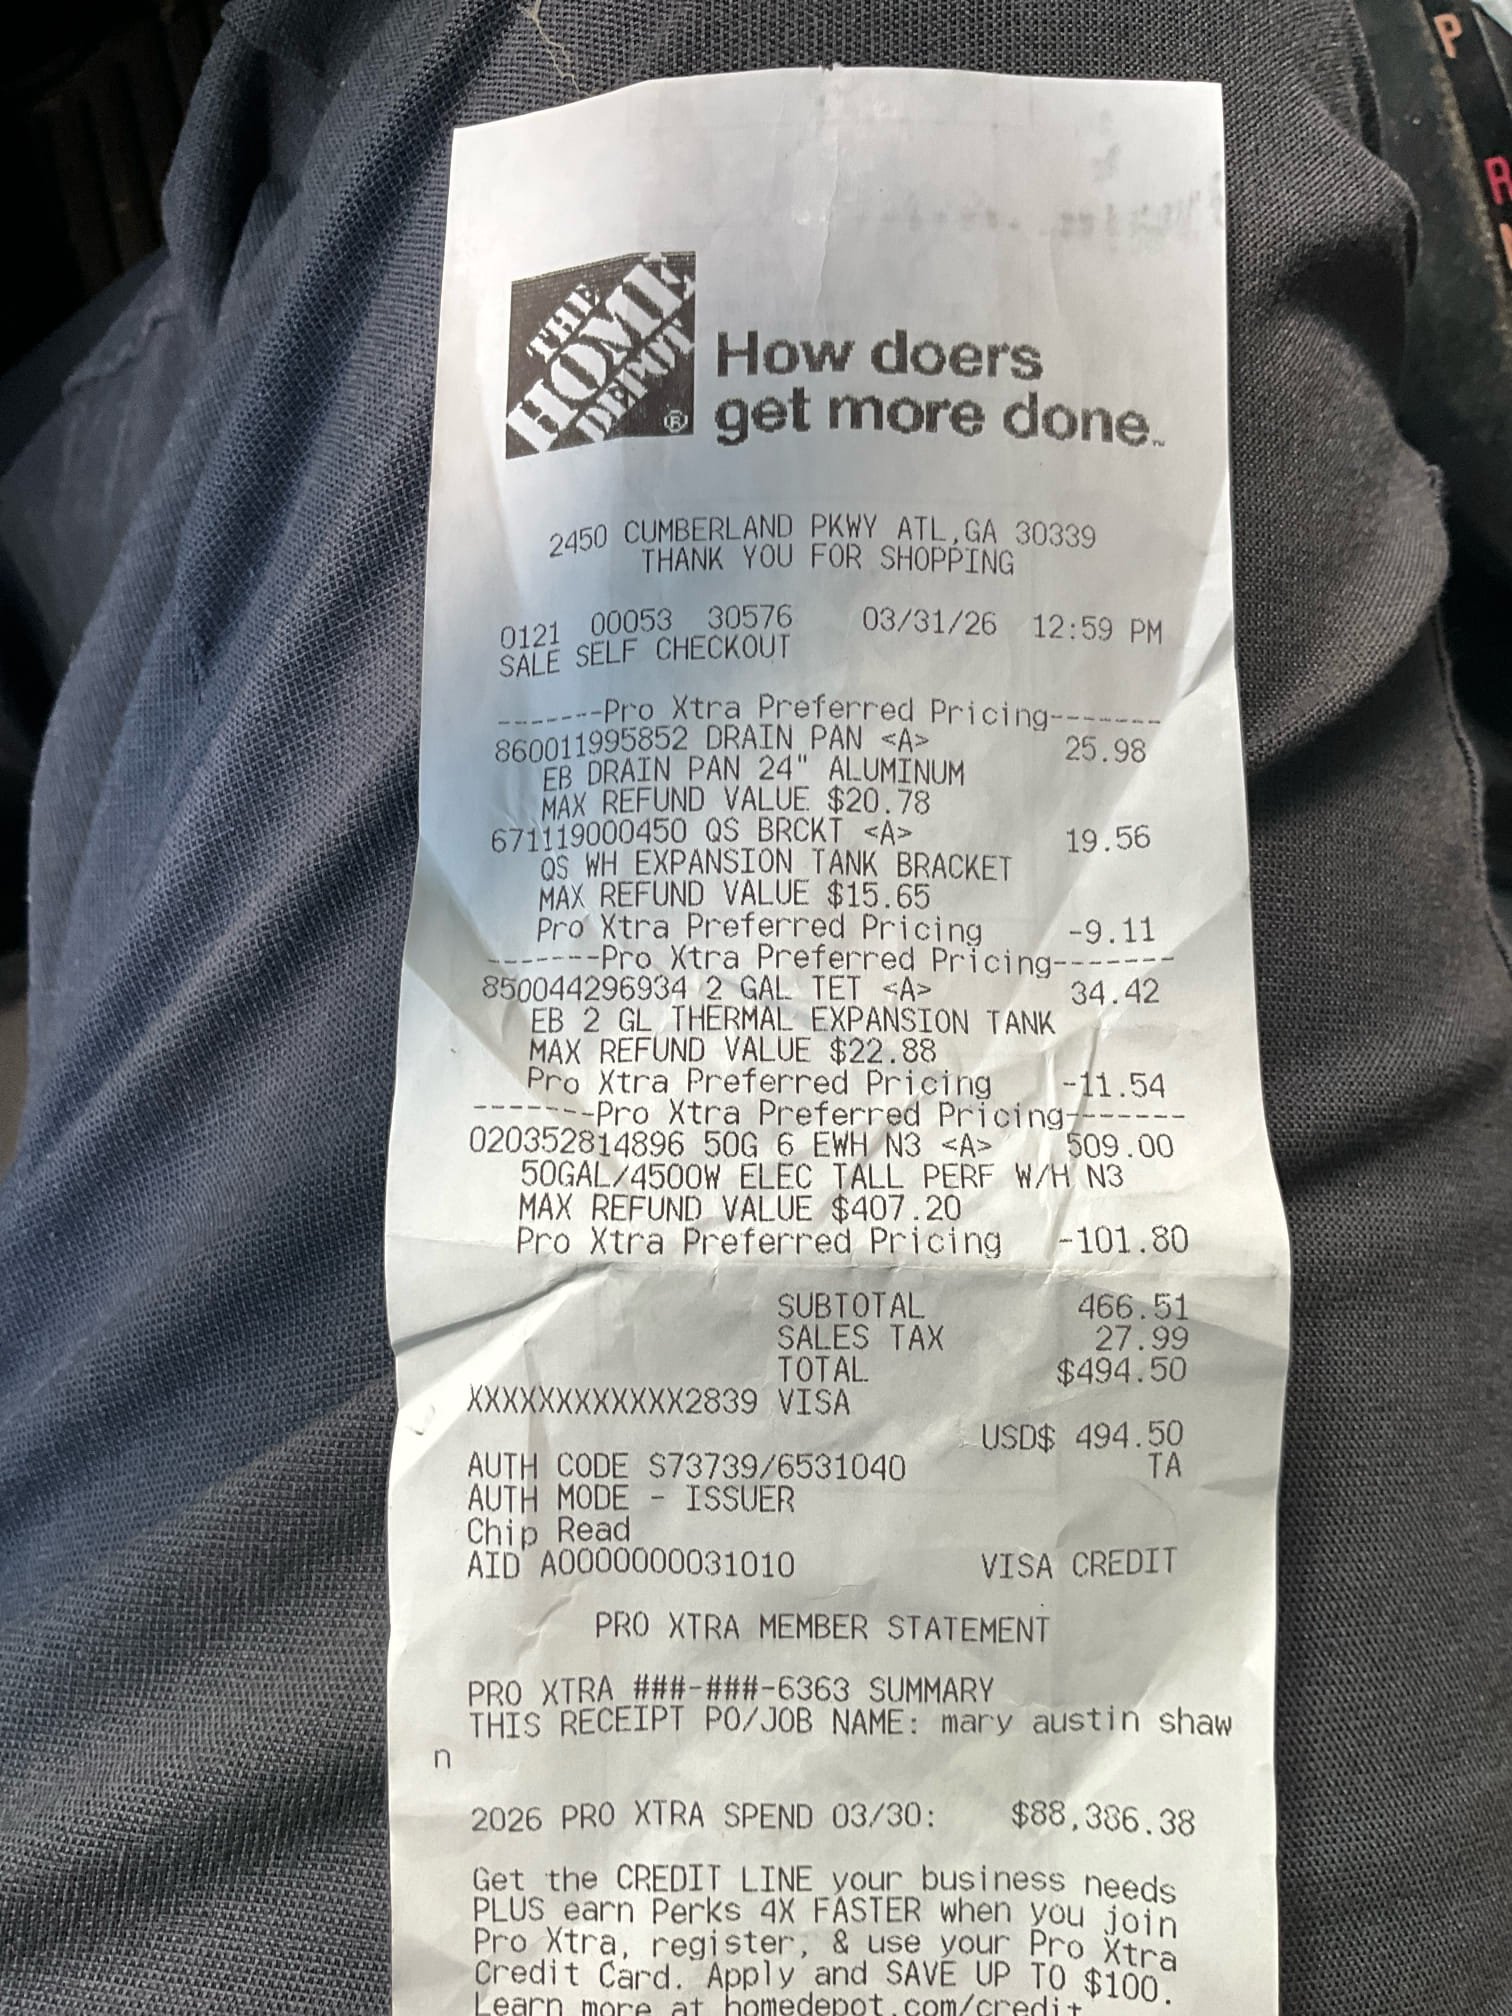 THE
HOME
DEPOT
®
How doers
get more done.™
2450 CUMBERLAND PKWY ATL,GA 30339
THANK YOU FOR SHOPPING
0121 00053 30576 03/31/26 12:59 PM
SALE SELF CHECKOUT
-------Pro Xtra Preferred Pricing-------
860011995852 DRAIN PAN <A> 25.98
EB DRAIN PAN 24" ALUMINUM
MAX REFUND VALUE $20.78
671119000450 QS BRCKT <A> 19.56
QS WH EXPANSION TANK BRACKET
MAX REFUND VALUE $15.65
Pro Xtra Preferred Pricing -9.11
-------Pro Xtra Preferred Pricing-------
850044296934 2 GAL TET <A> 34.42
EB 2 GL THERMAL EXPANSION TANK
MAX REFUND VALUE $22.88
Pro Xtra Preferred Pricing -11.54
-------Pro Xtra Preferred Pricing-------
020352814896 50G 6 EWH N3 <A> 509.00
50GAL/4500W ELEC TALL PERF W/H N3
MAX REFUND VALUE $407.20
Pro Xtra Preferred Pricing -101.80
SUBTOTAL 466.51
SALES TAX 27.99
TOTAL $494.50
XXXXXXXXXXXX2839 VISA
USD$ 494.50
AUTH CODE S73739/6531040 TA
AUTH MODE - ISSUER
Chip Read
AID A0000000031010 VISA CREDIT
PRO XTRA MEMBER STATEMENT
PRO XTRA ###-###-6363 SUMMARY
THIS RECEIPT PO/JOB NAME: mary austin shaw
n
2026 PRO XTRA SPEND 03/30: $88,386.38
Get the CREDIT LINE your business needs
PLUS earn Perks 4X FASTER when you join
Pro Xtra, register, & use your Pro Xtra
Credit Card. Apply and SAVE UP TO $100.
Learn more at homedepot.com/credit
P
R